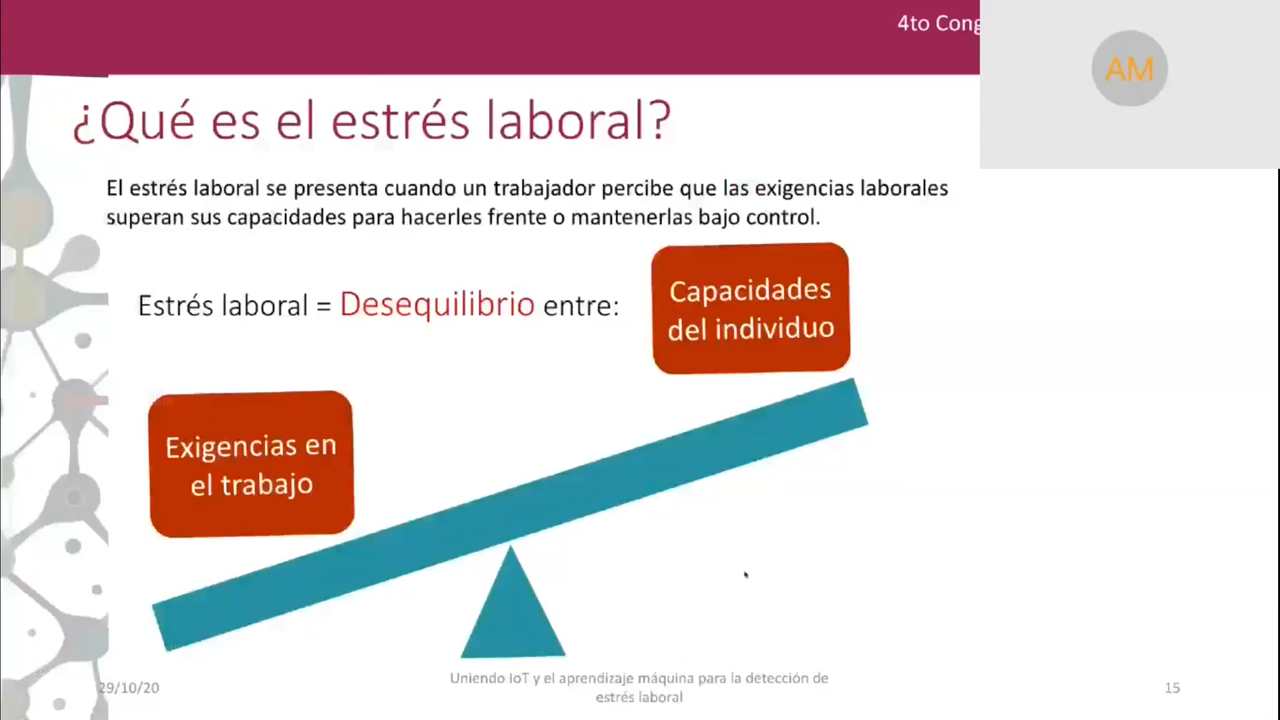 4to Cong
AM
¿Qué es el estrés laboral?
El estrés laboral se presenta cuando un trabajador percibe que las exigencias laborales
superan sus capacidades para hacerles frente o mantenerlas bajo control.
Estrés laboral = Desequilibrio entre:
Capacidades
del individuo
Exigencias en
el trabajo
29/10/20
Uniendo IoT y el aprendizaje máquina para la detección de
estrés laboral
15